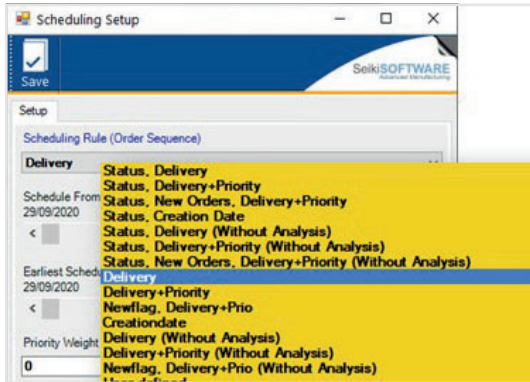 Scheduling Setup
Save
SeikiSOFTWARE
Advanced Manufacturing
Setup
Scheduling Rule (Order Sequence)
Delivery
Status, Delivery
Status, Delivery+Priority
Status, New Orders, Delivery+Priority
Status, Creation Date
Status, Delivery (Without Analysis)
Status, Delivery+Priority (Without Analysis)
Status, New Orders, Delivery+Priority (Without Analysis)
Delivery
Delivery+Priority
Newflag, Delivery+Prio
Creationdate
Delivery (Without Analysis)
Delivery+Priority (Without Analysis)
Newflag, Delivery+Prio (Without Analysis)
Schedule From
29/09/2020
Earliest Sched
29/09/2020
Priority Weight
0